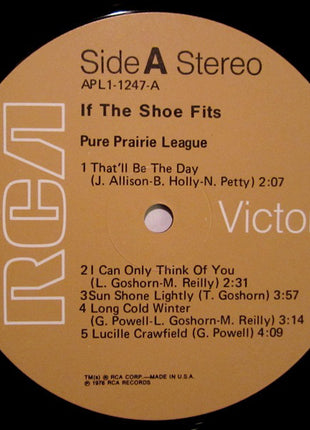 Side A Stereo
APL1-1247-A
If The Shoe Fits
Pure Prairie League
1 That'll Be The Day
(J. Allison-B. Holly-N. Petty) 2:07
RCA
Victor
2 I Can Only Think Of You
(L. Goshorn-M. Reilly) 2:31
3 Sun Shone Lightly (T. Goshorn) 3:57
4 Long Cold Winter
(G. Powell-L. Goshorn-M. Reilly) 3:14
5 Lucille Crawfield (G. Powell) 4:09
TM(s) ® RCA CORP.—MADE IN U.S.A.
℗ 1976 RCA RECORDS